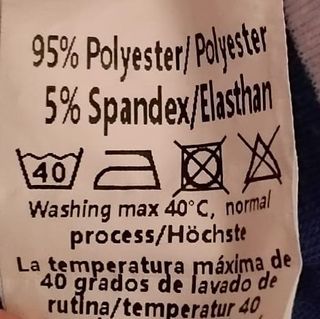 95% Polyester/Polyester
5% Spandex/Elasthan
40
Washing max 40°C, normal
process/Höchste
La temperatura máxima de
40 grados de lavado de
rutina/temperatur 40